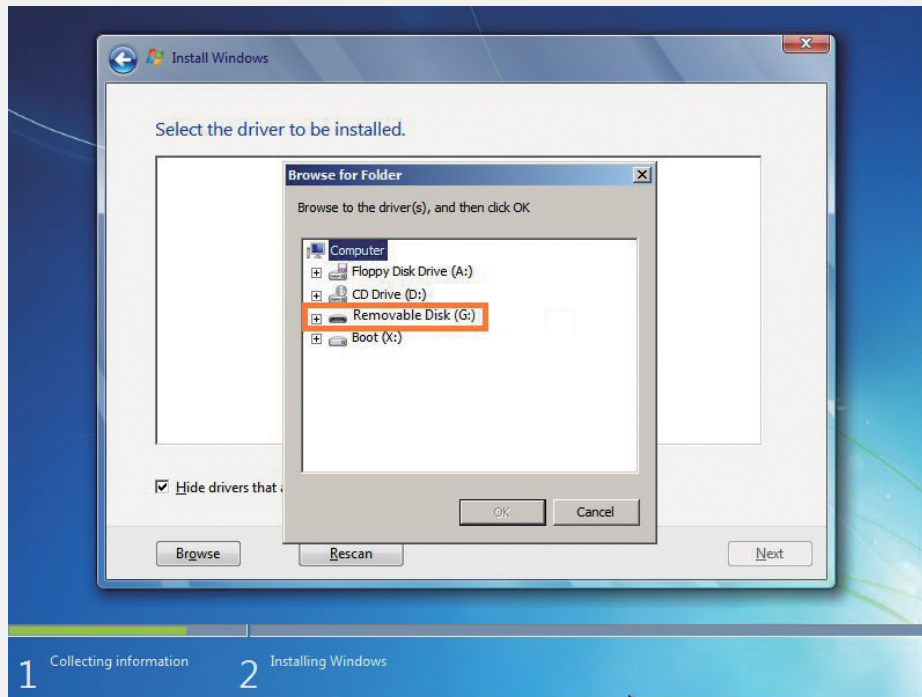 Install Windows
Select the driver to be installed.
Browse for Folder
Browse to the driver(s), and then click OK
Computer
Floppy Disk Drive (A:)
CD Drive (D:)
Removable Disk (G:)
Boot (X:)
Hide drivers that
OK
Cancel
Browse
Rescan
Next
1 Collecting information
2 Installing Windows